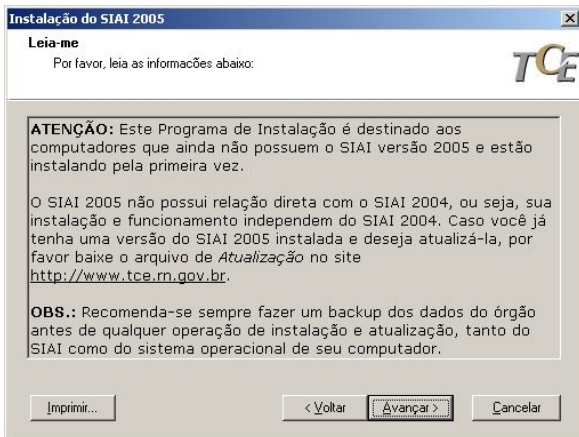 Instalação do SIAI 2005
Leia-me
Por favor, leia as informacões abaixo:
TCE
ATENÇÃO: Este Programa de Instalação é destinado aos
computadores que ainda não possuem o SIAI versão 2005 e estão
instalando pela primeira vez.
O SIAI 2005 não possui relação direta com o SIAI 2004, ou seja, sua
instalação e funcionamento independem do SIAI 2004. Caso você já
tenha uma versão do SIAI 2005 instalada e deseja atualizá-la, por
favor baixe o arquivo de Atualização no site
http://www.tce.rn.gov.br.
OBS.: Recomenda-se sempre fazer um backup dos dados do órgão
antes de qualquer operação de instalação e atualização, tanto do
SIAI como do sistema operacional de seu computador.
Imprimir...
< Voltar
Avançar >
Cancelar